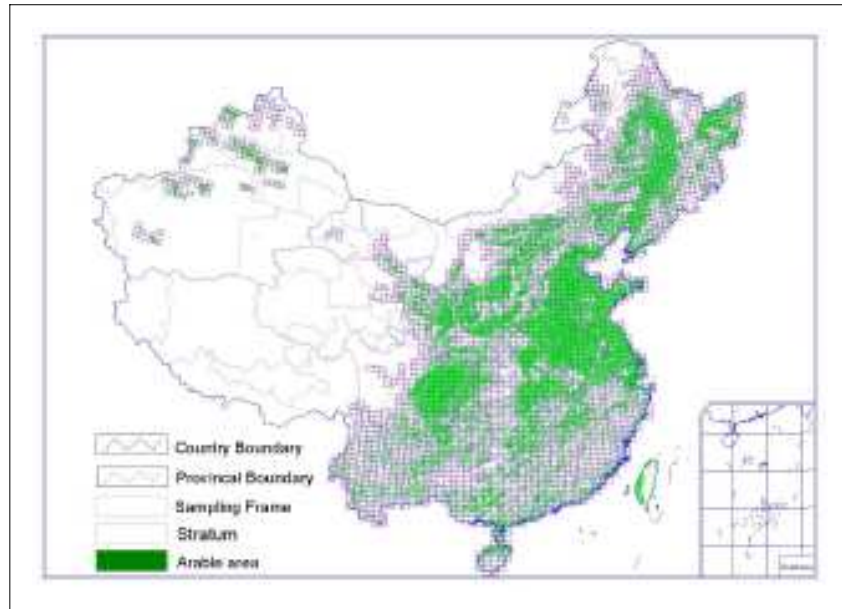 Country Boundary
Provincal Boundary
Sampling Frame
Stratum
Arable area